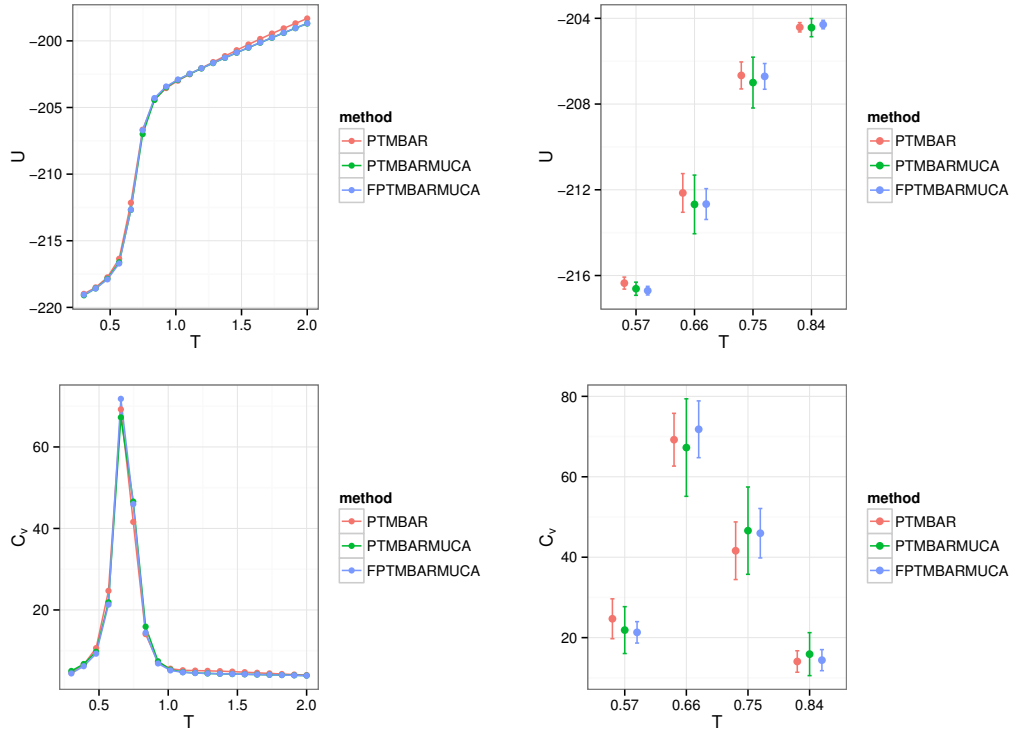 −200
−205
−210
−215
−220
U
0.5
1.0
1.5
2.0
T
method
PTMBAR
PTMBARMUCA
FPTMBARMUCA
−204
−208
−212
−216
U
0.57
0.66
0.75
0.84
T
method
PTMBAR
PTMBARMUCA
FPTMBARMUCA
60
40
20
Cv
0.5
1.0
1.5
2.0
T
method
PTMBAR
PTMBARMUCA
FPTMBARMUCA
80
60
40
20
Cv
0.57
0.66
0.75
0.84
T
method
PTMBAR
PTMBARMUCA
FPTMBARMUCA